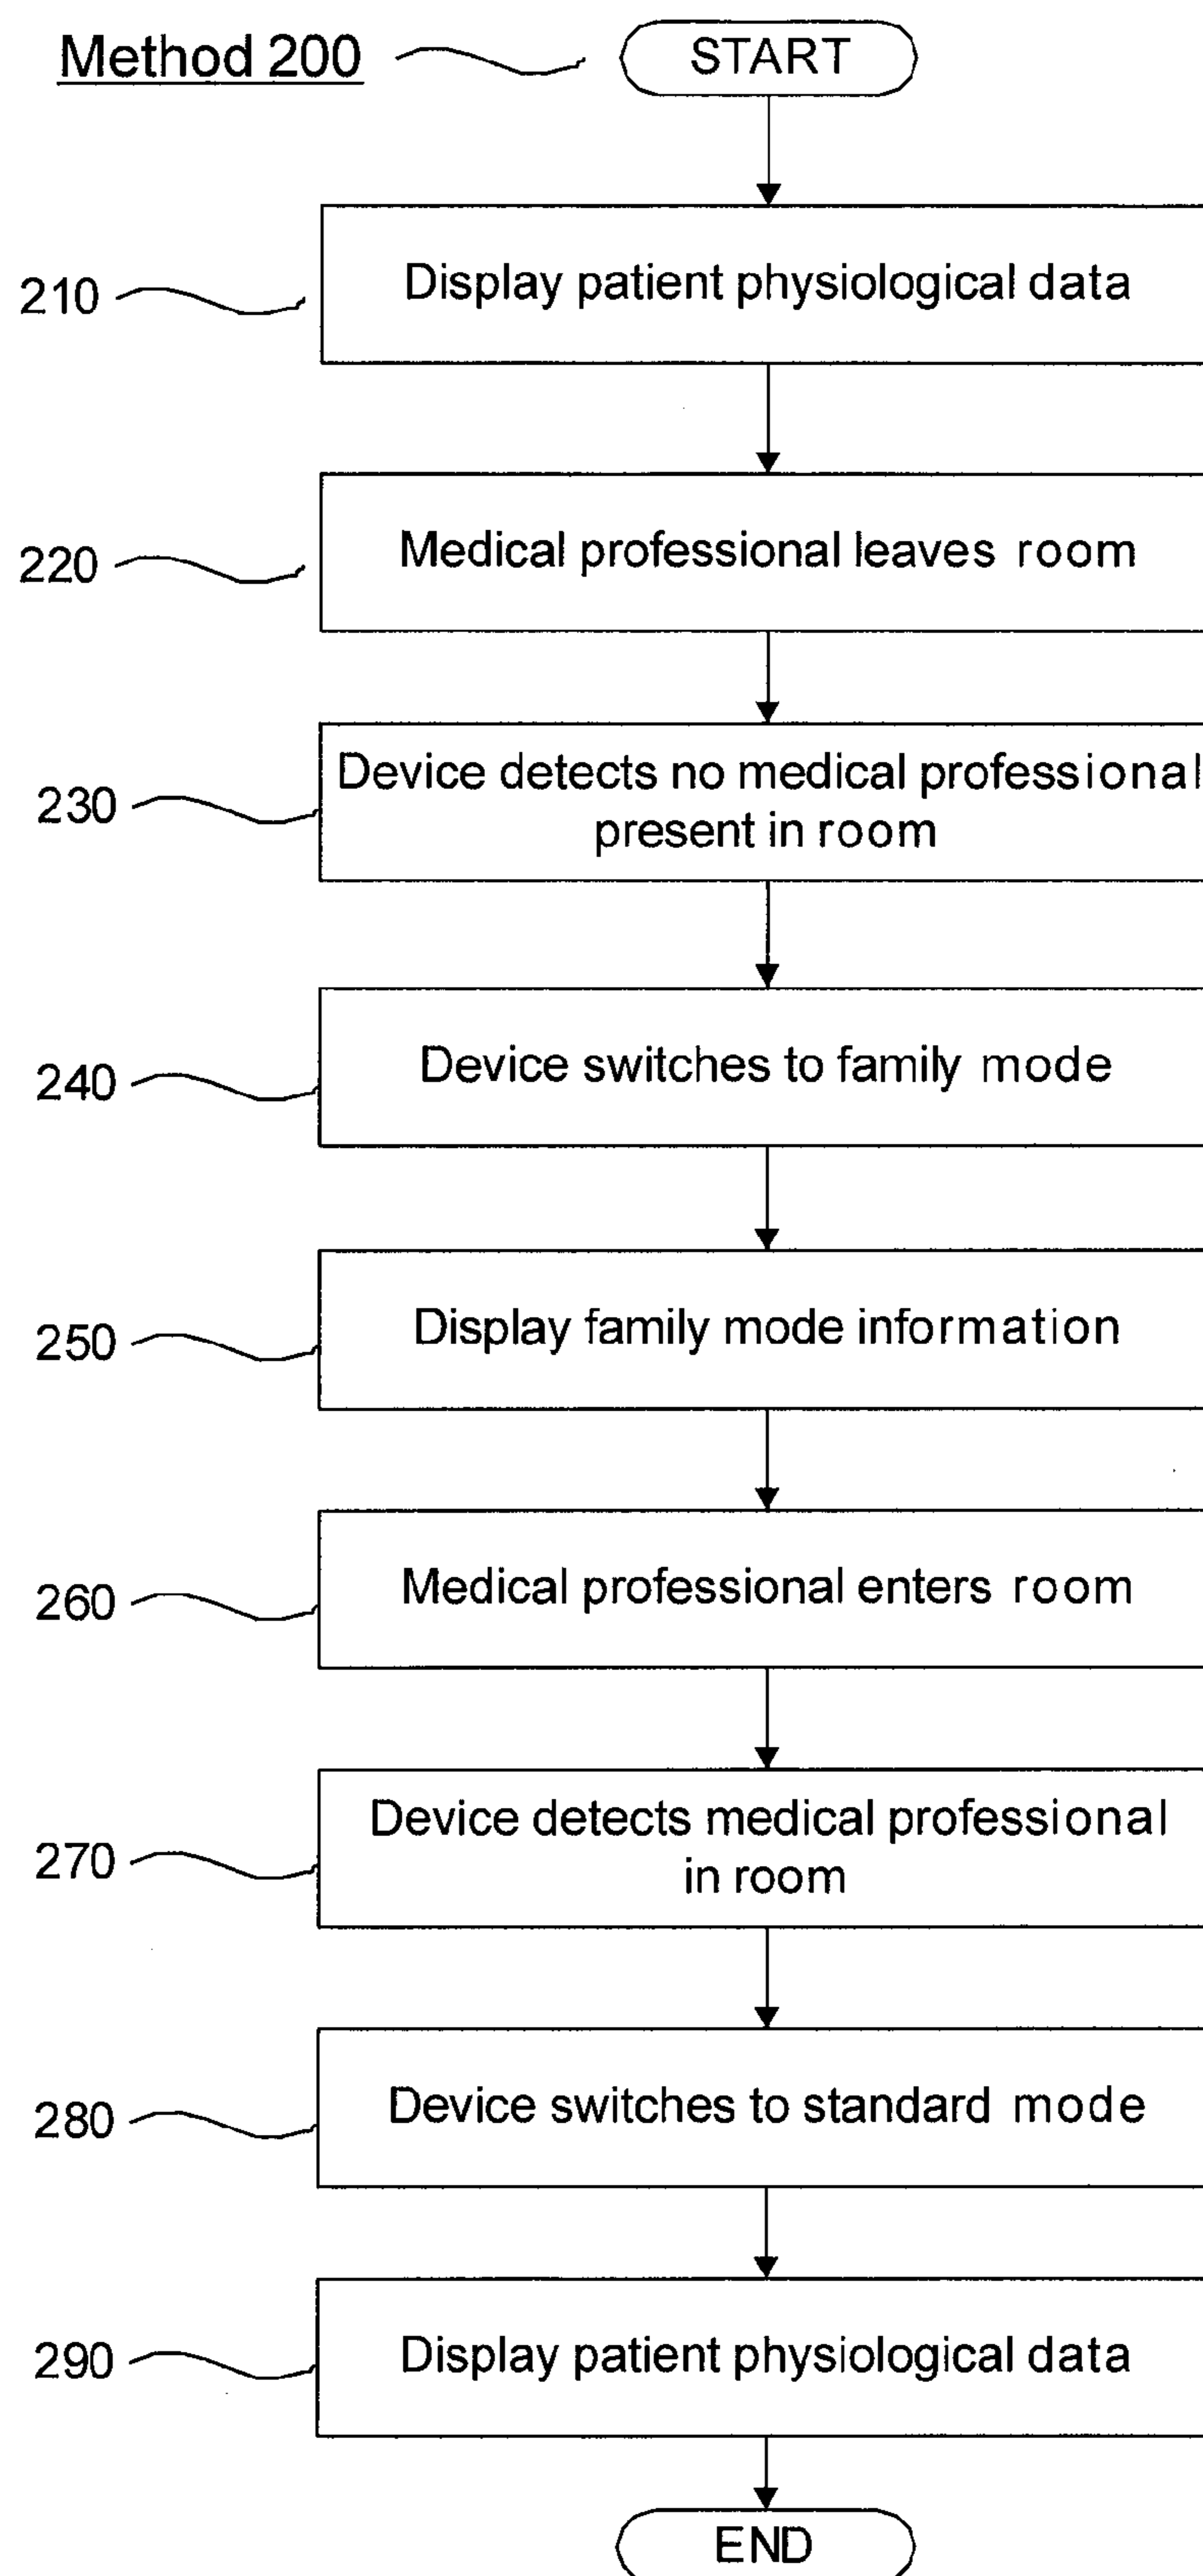 Method 200
START
210
Display patient physiological data
220
Medical professional leaves room
230
Device detects no medical professional
present in room
240
Device switches to family mode
250
Display family mode information
260
Medical professional enters room
270
Device detects medical professional
in room
280
Device switches to standard mode
290
Display patient physiological data
END